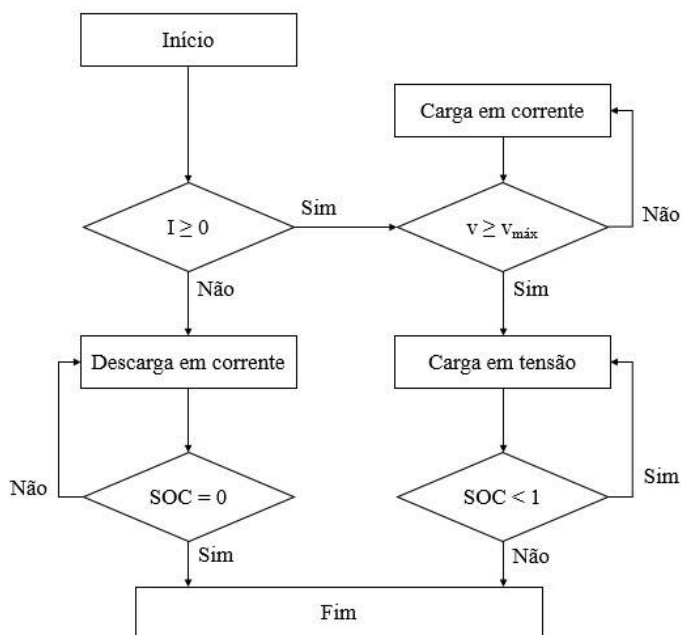 Início
Carga em corrente
I ≥ 0
Sim
v ≥ vmáx
Não
Não
Sim
Descarga em corrente
Carga em tensão
Não
SOC = 0
SOC < 1
Sim
Sim
Não
Fim